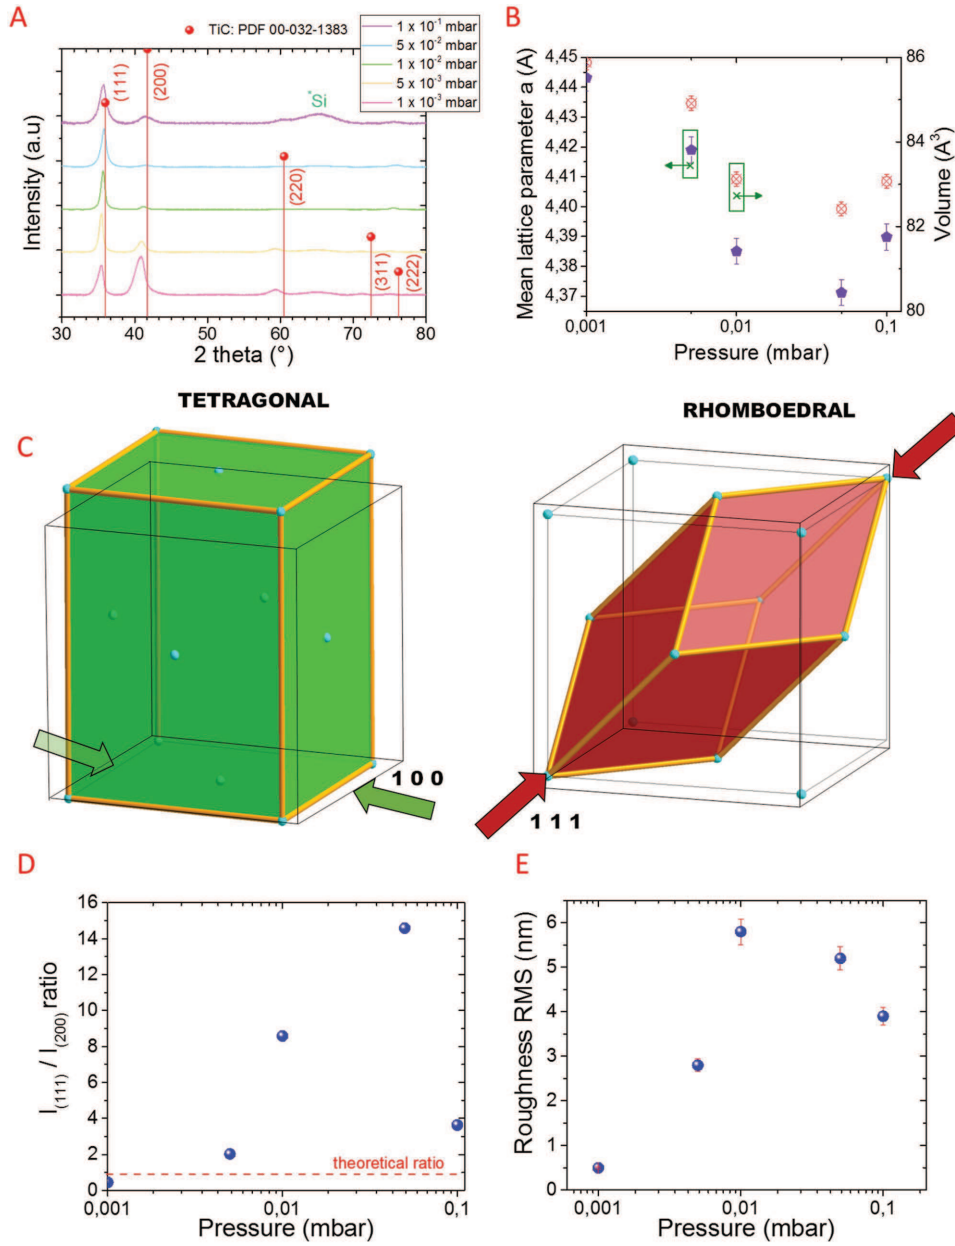 A
TiC: PDF 00-032-1383
1 x 10⁻¹ mbar
5 x 10⁻² mbar
1 x 10⁻² mbar
5 x 10⁻³ mbar
1 x 10⁻³ mbar
(111)
(200)
*Si
(220)
(311)
(222)
Intensity (a.u)
30 40 50 60 70 80
2 theta (°)
B
4,45
4,44
4,43
4,42
4,41
4,40
4,39
4,38
4,37
Mean lattice parameter a (A)
86
84
82
80
Volume (A³)
0,001 0,01 0,1
Pressure (mbar)
C
TETRAGONAL
1 0 0
RHOMBOEDRAL
1 1 1
D
16
14
12
10
8
6
4
2
0
I(111) / I(200) ratio
theoretical ratio
0,001 0,01 0,1
Pressure (mbar)
E
6
5
4
3
2
1
0
Roughness RMS (nm)
0,001 0,01 0,1
Pressure (mbar)